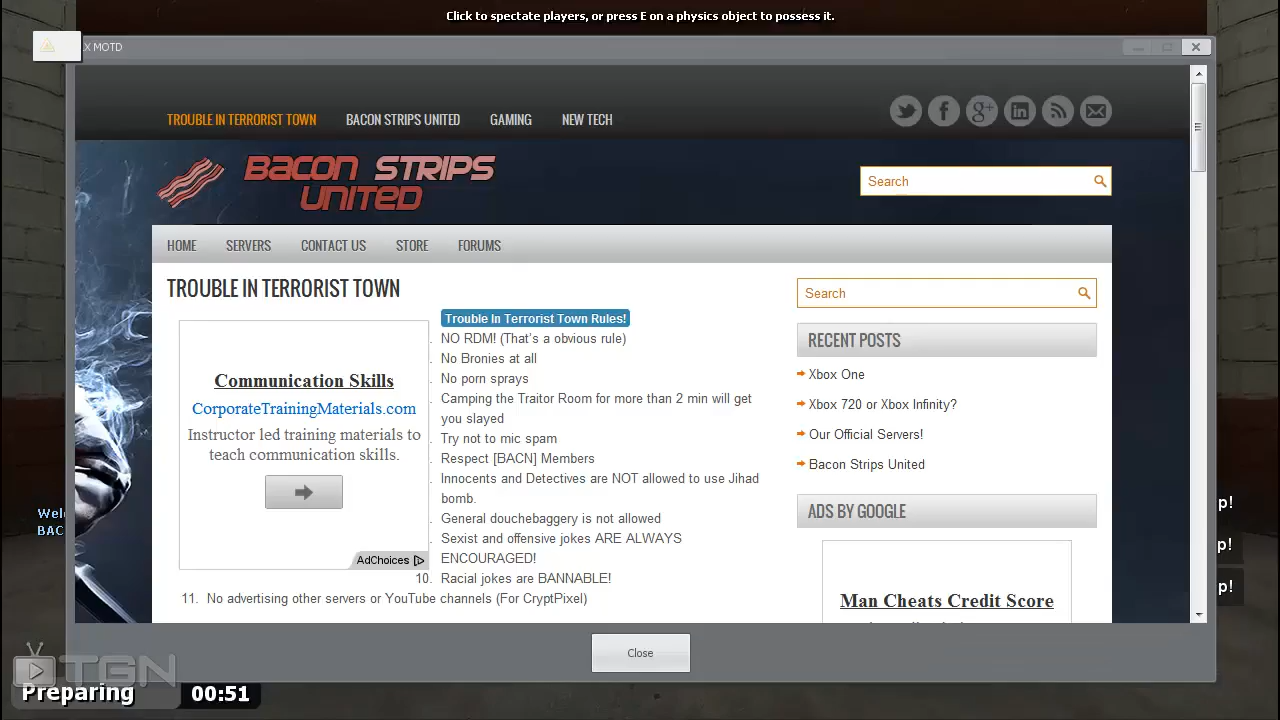 Click to spectate players, or press E on a physics object to possess it.
X MOTD
TROUBLE IN TERRORIST TOWN BACON STRIPS UNITED GAMING NEW TECH
BACON STRIPS
UNITED
Search
HOME SERVERS CONTACT US STORE FORUMS
TROUBLE IN TERRORIST TOWN
Communication Skills
CorporateTrainingMaterials.com
Instructor led training materials to
teach communication skills.
AdChoices
Trouble In Terrorist Town Rules!
NO RDM! (That's a obvious rule)
No Bronies at all
No porn sprays
Camping the Traitor Room for more than 2 min will get
you slayed
Try not to mic spam
Respect [BACN] Members
Innocents and Detectives are NOT allowed to use Jihad
bomb.
General douchebaggery is not allowed
Sexist and offensive jokes ARE ALWAYS
ENCOURAGED!
10. Racial jokes are BANNABLE!
11. No advertising other servers or YouTube channels (For CryptPixel)
Search
RECENT POSTS
Xbox One
Xbox 720 or Xbox Infinity?
Our Official Servers!
Bacon Strips United
ADS BY GOOGLE
Man Cheats Credit Score
Welc
BAC
p!
p!
p!
Close
TGN
Preparing 00:51